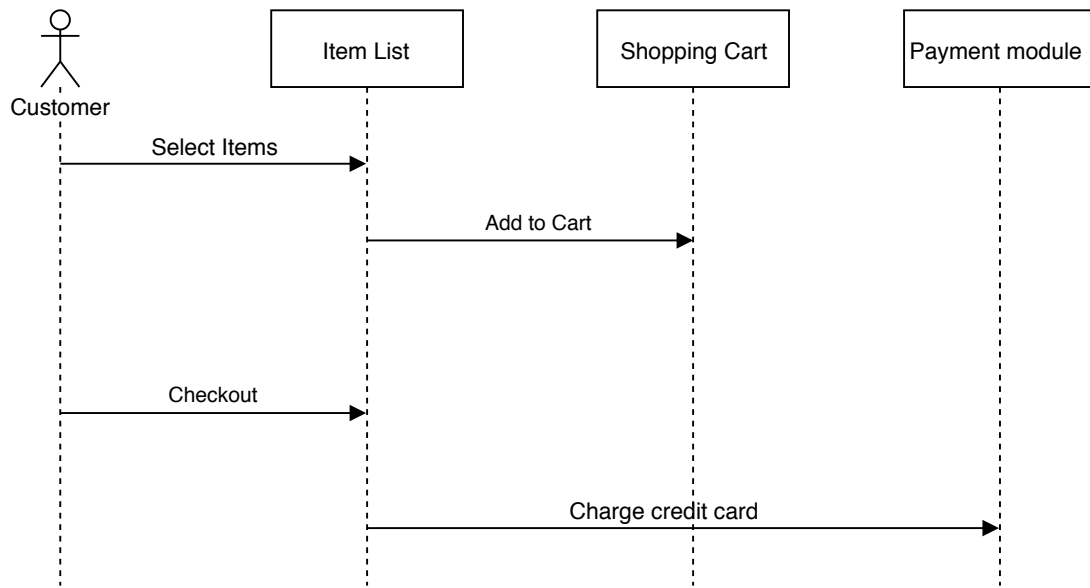 Item List
Shopping Cart
Payment module
Customer
Select Items
Add to Cart
Checkout
Charge credit card